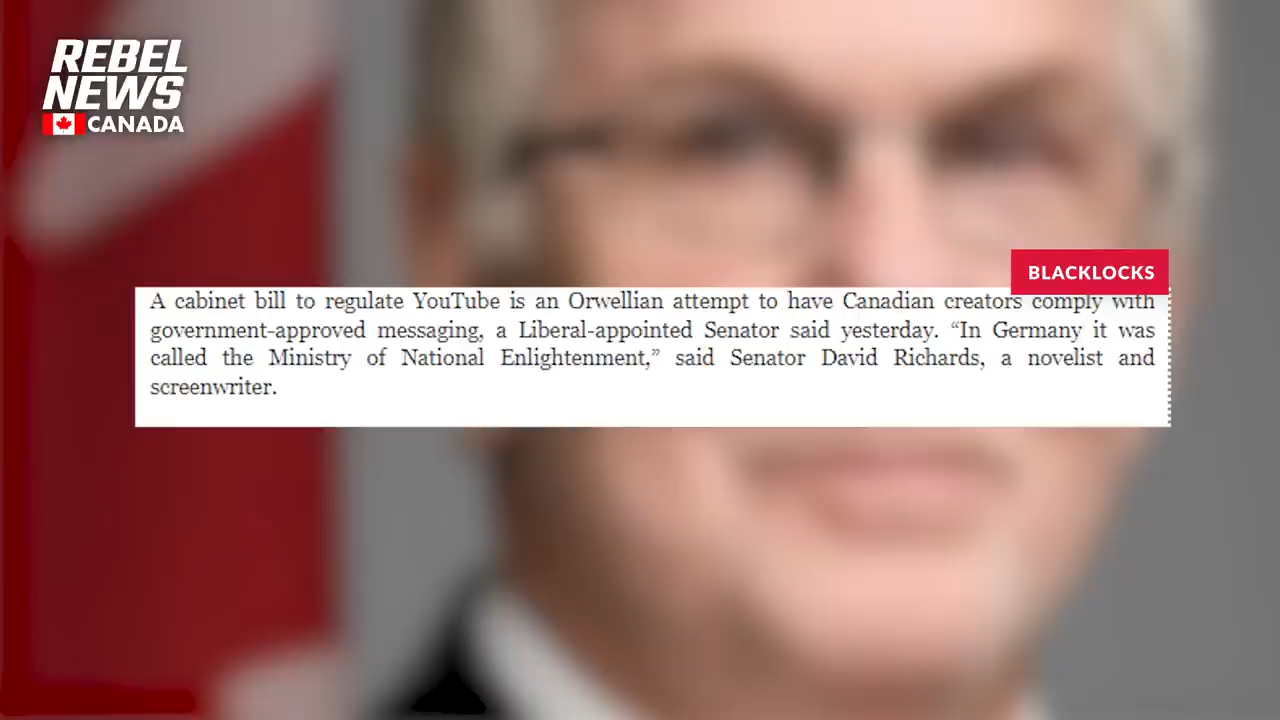 REBEL
NEWS
CANADA
BLACKLOCKS
A cabinet bill to regulate YouTube is an Orwellian attempt to have Canadian creators comply with
government-approved messaging, a Liberal-appointed Senator said yesterday. “In Germany it was
called the Ministry of National Enlightenment,” said Senator David Richards, a novelist and
screenwriter.